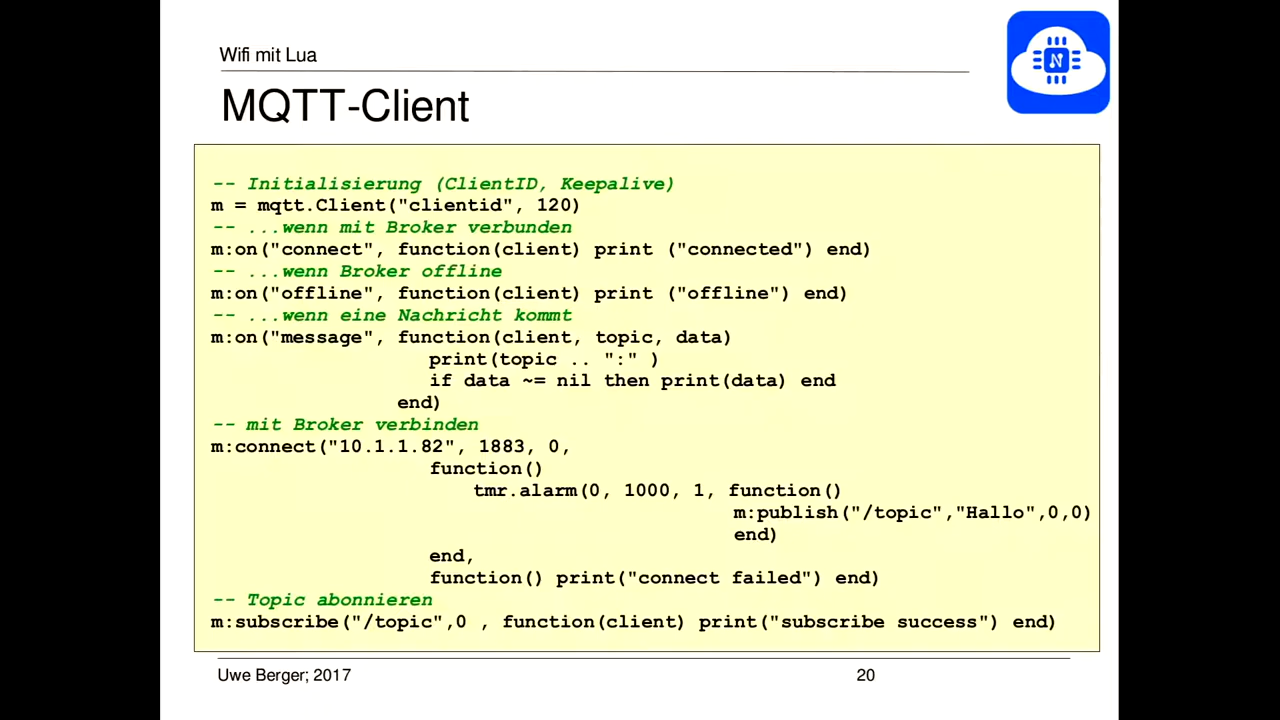 Wifi mit Lua
MQTT-Client
N
-- Initialisierung (ClientID, Keepalive)
m = mqtt.Client("clientid", 120)
-- ...wenn mit Broker verbunden
m:on("connect", function(client) print ("connected") end)
-- ...wenn Broker offline
m:on("offline", function(client) print ("offline") end)
-- ...wenn eine Nachricht kommt
m:on("message", function(client, topic, data)
print(topic .. ":" )
if data ~= nil then print(data) end
end)
-- mit Broker verbinden
m:connect("10.1.1.82", 1883, 0,
function()
tmr.alarm(0, 1000, 1, function()
m:publish("/topic","Hallo",0,0)
end)
end,
function() print("connect failed") end)
-- Topic abonnieren
m:subscribe("/topic",0 , function(client) print("subscribe success") end)
Uwe Berger; 2017
20